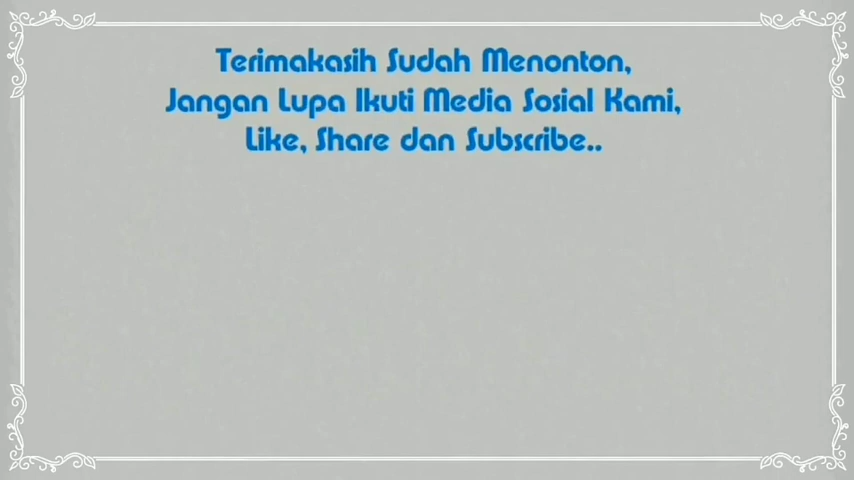 Terimakasih Sudah Menonton,
Jangan Lupa Ikuti Media Sosial Kami,
Like, Share dan Subscribe..